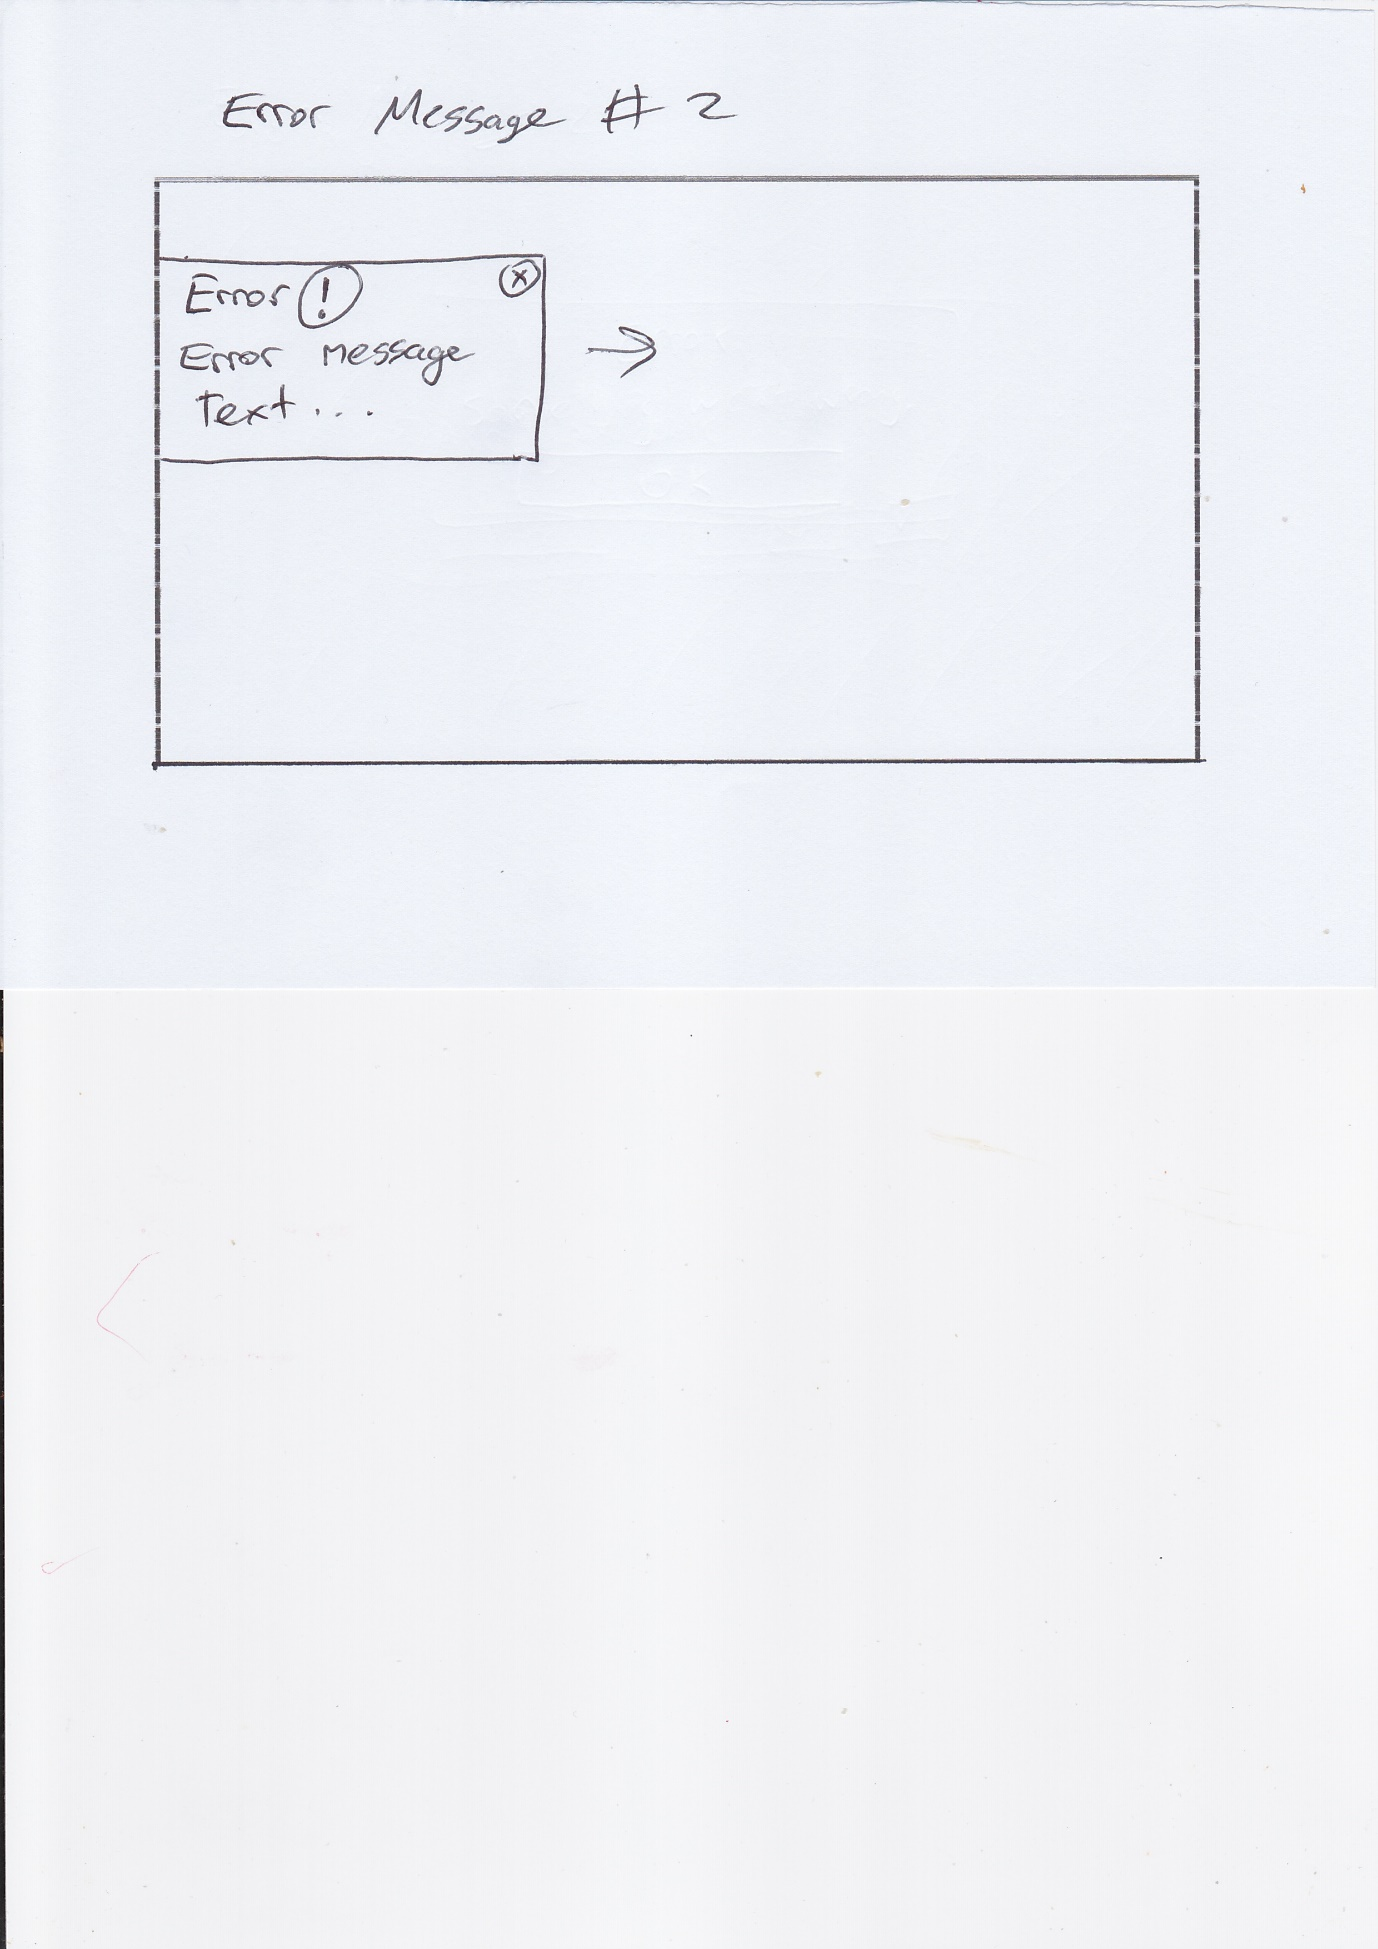 Error Message # 2
Error ! x
Error message
Text...